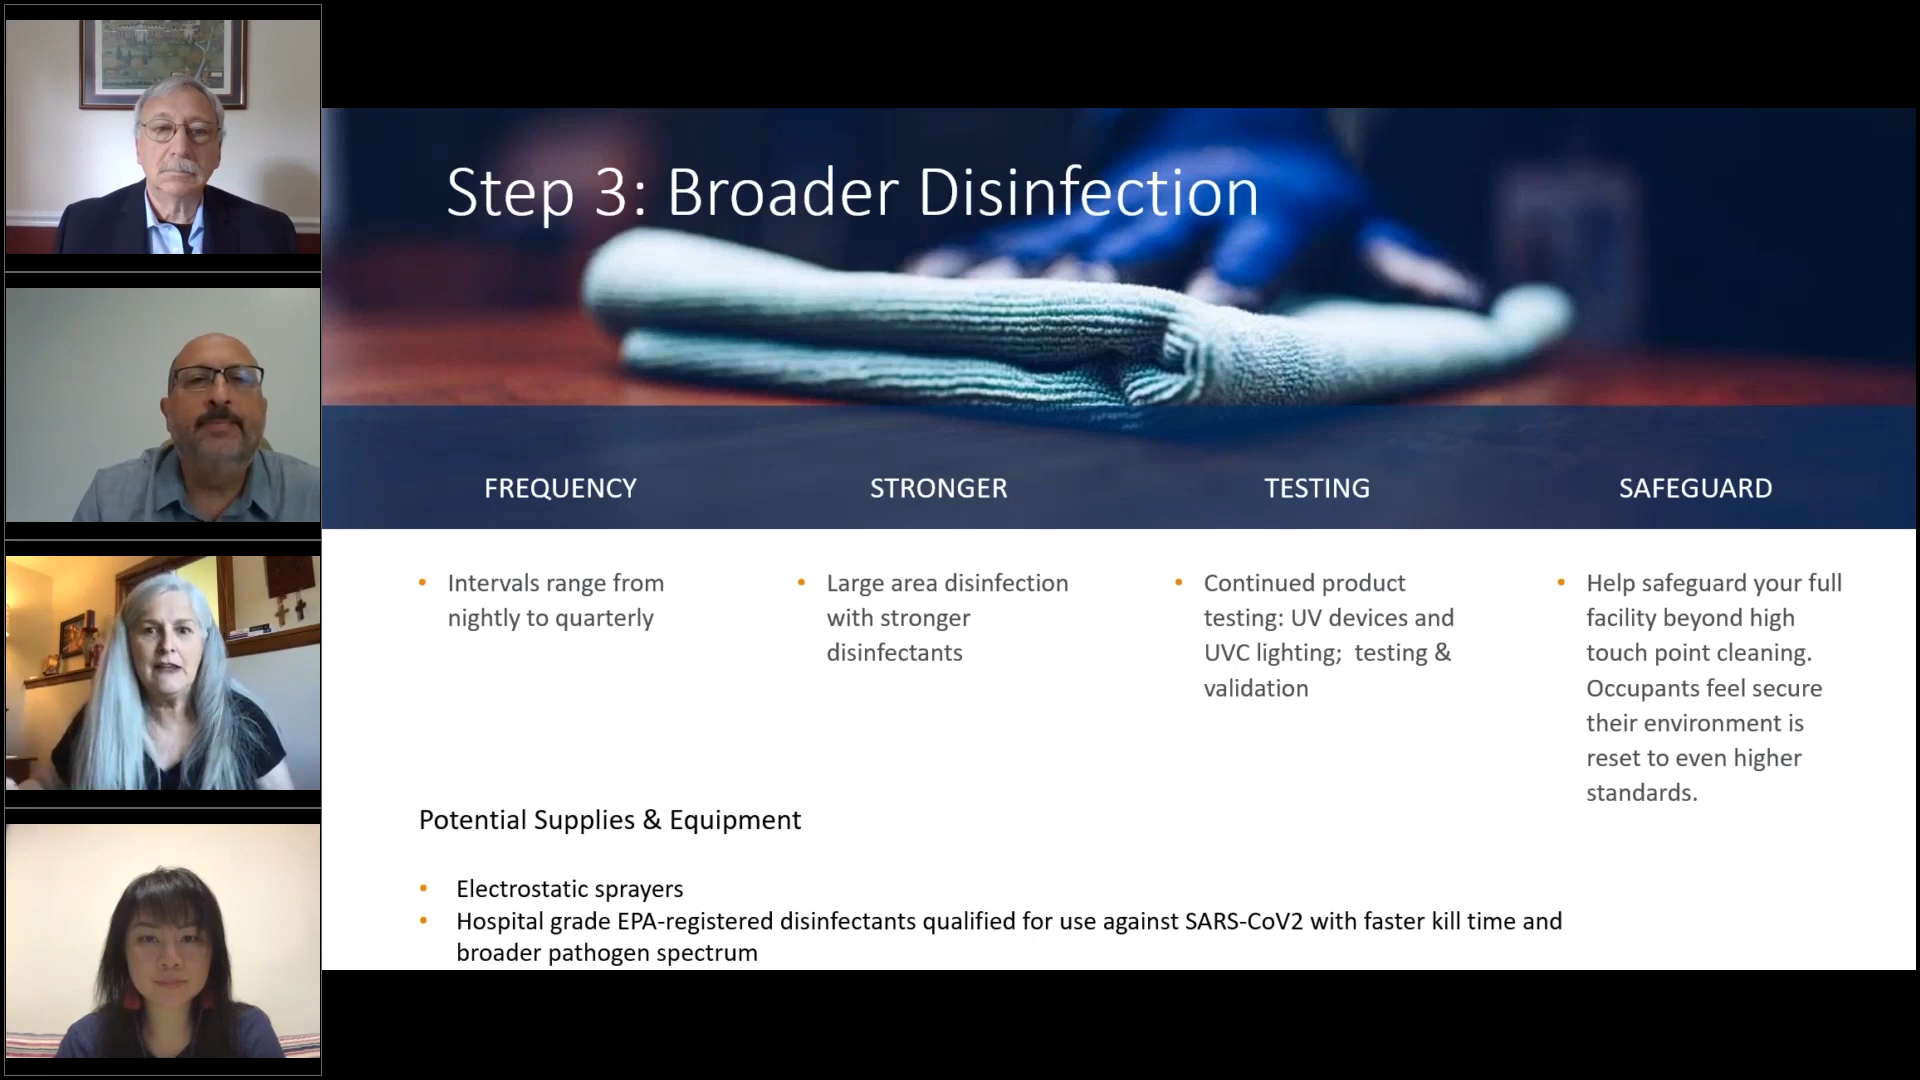 Step 3: Broader Disinfection
FREQUENCY
STRONGER
TESTING
SAFEGUARD
• Intervals range from
nightly to quarterly
• Large area disinfection
with stronger
disinfectants
• Continued product
testing: UV devices and
UVC lighting;  testing &
validation
• Help safeguard your full
facility beyond high
touch point cleaning.
Occupants feel secure
their environment is
reset to even higher
standards.
Potential Supplies & Equipment
• Electrostatic sprayers
• Hospital grade EPA-registered disinfectants qualified for use against SARS-CoV2 with faster kill time and
broader pathogen spectrum